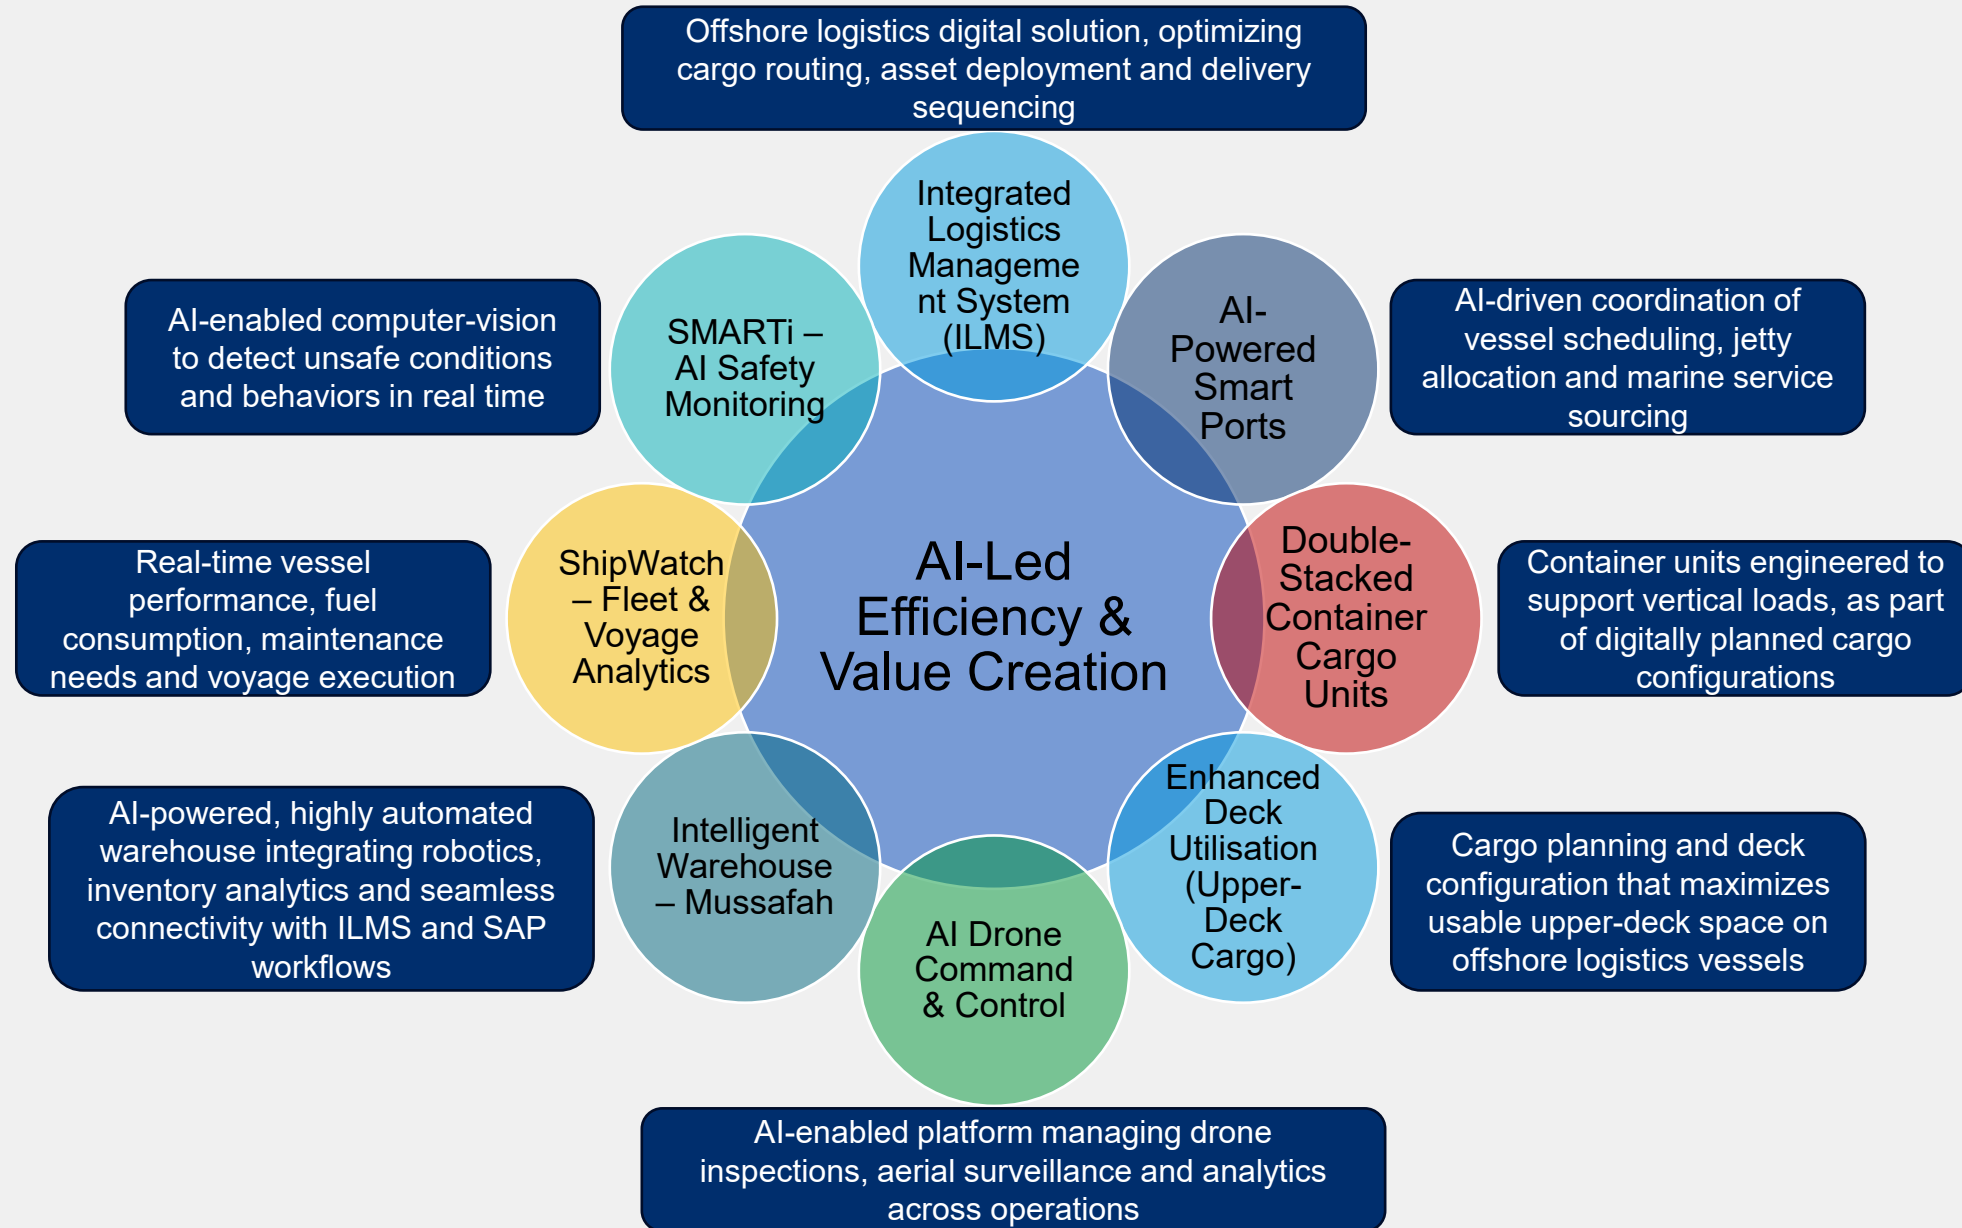 Offshore logistics digital solution, optimizing
cargo routing, asset deployment and delivery
sequencing
Integrated
Logistics
Manageme
nt System
(ILMS)
AI-
Powered
Smart
Ports
AI-driven coordination of
vessel scheduling, jetty
allocation and marine service
sourcing
Double-
Stacked
Container
Cargo
Units
Container units engineered to
support vertical loads, as part
of digitally planned cargo
configurations
Enhanced
Deck
Utilisation
(Upper-
Deck
Cargo)
Cargo planning and deck
configuration that maximizes
usable upper-deck space on
offshore logistics vessels
AI Drone
Command
& Control
AI-enabled platform managing drone
inspections, aerial surveillance and analytics
across operations
Intelligent
Warehouse
– Mussafah
AI-powered, highly automated
warehouse integrating robotics,
inventory analytics and seamless
connectivity with ILMS and SAP
workflows
ShipWatch
– Fleet &
Voyage
Analytics
Real-time vessel
performance, fuel
consumption, maintenance
needs and voyage execution
SMARTi –
AI Safety
Monitoring
AI-enabled computer-vision
to detect unsafe conditions
and behaviors in real time
AI-Led
Efficiency &
Value Creation